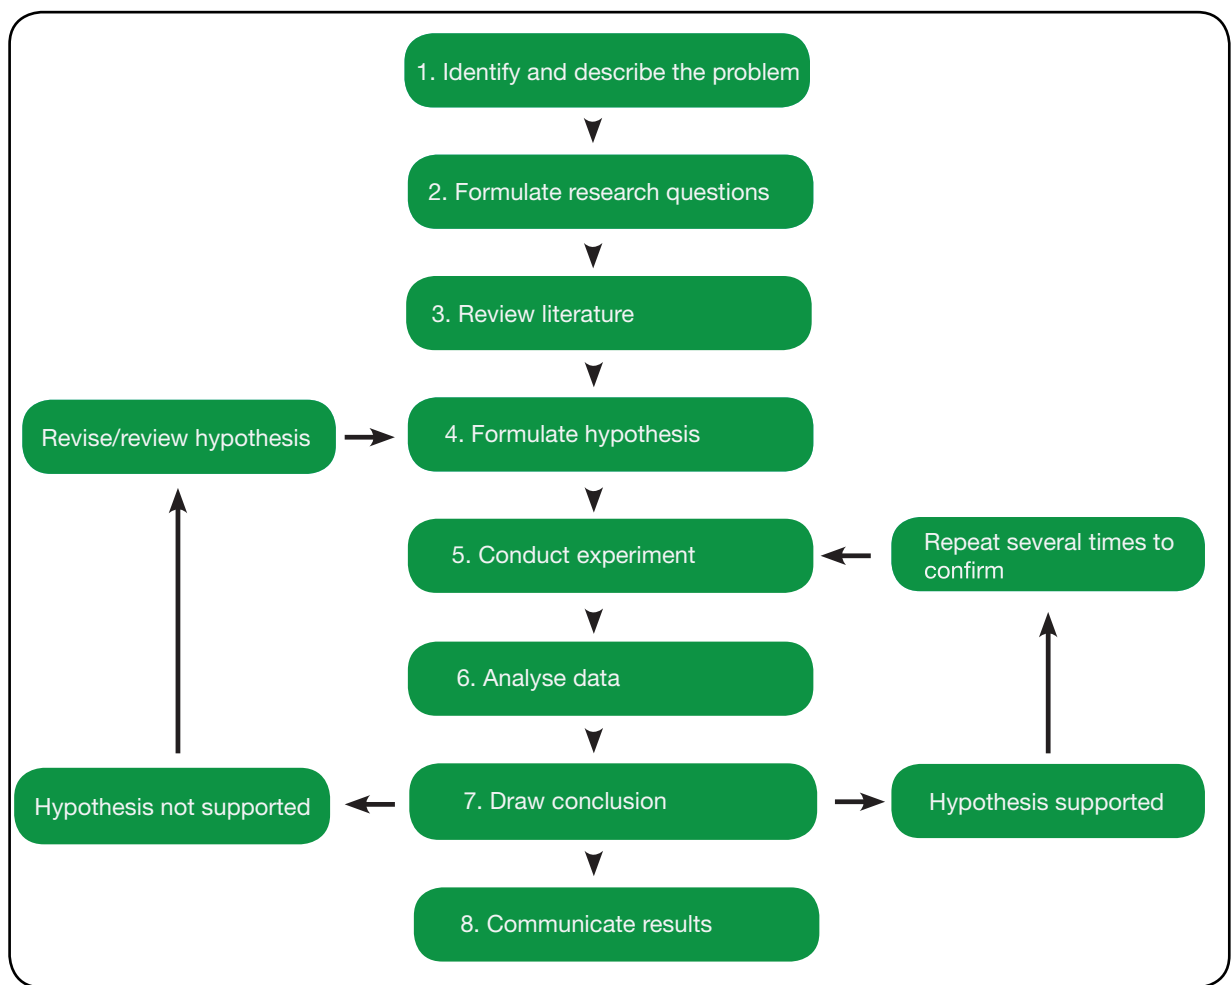 1. Identify and describe the problem
2. Formulate research questions
3. Review literature
Revise/review hypothesis
4. Formulate hypothesis
5. Conduct experiment
Repeat several times to
confirm
6. Analyse data
Hypothesis not supported
7. Draw conclusion
Hypothesis supported
8. Communicate results